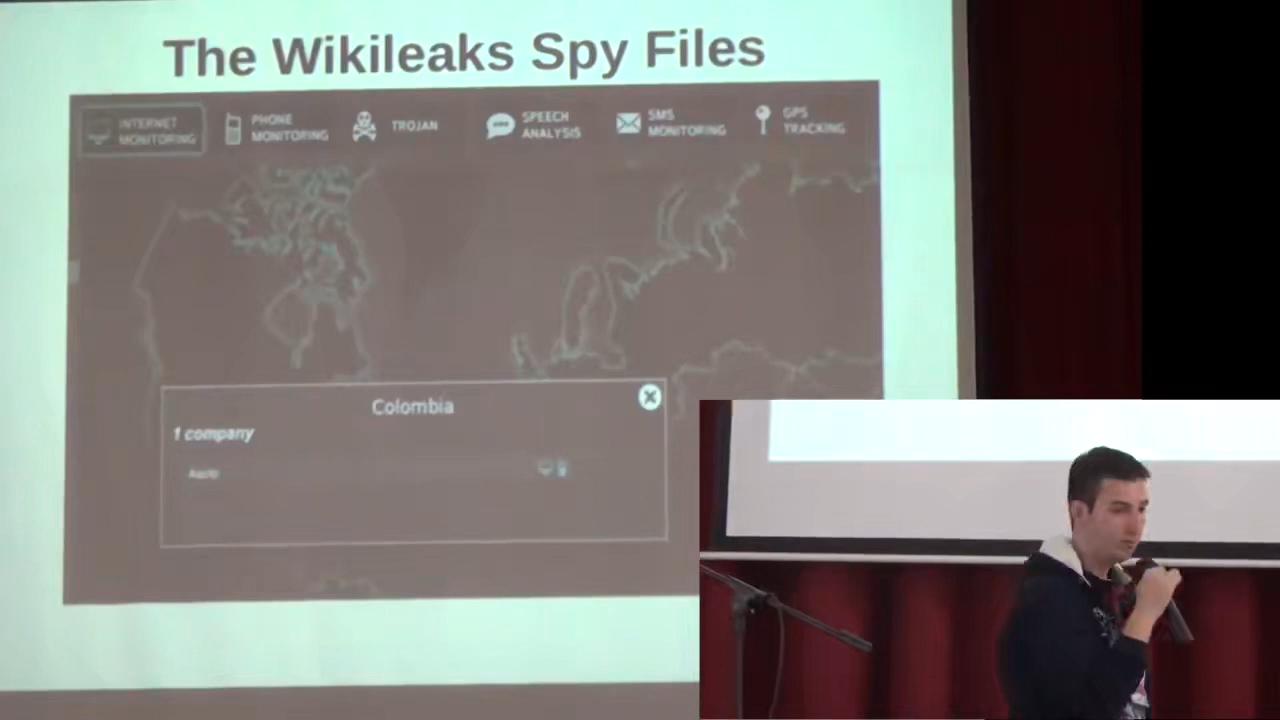 The Wikileaks Spy Files
INTERNET
MONITORING
PHONE
MONITORING
TROJAN
SPEECH
ANALYSIS
SMS
MONITORING
GPS
TRACKING
Colombia
1 company